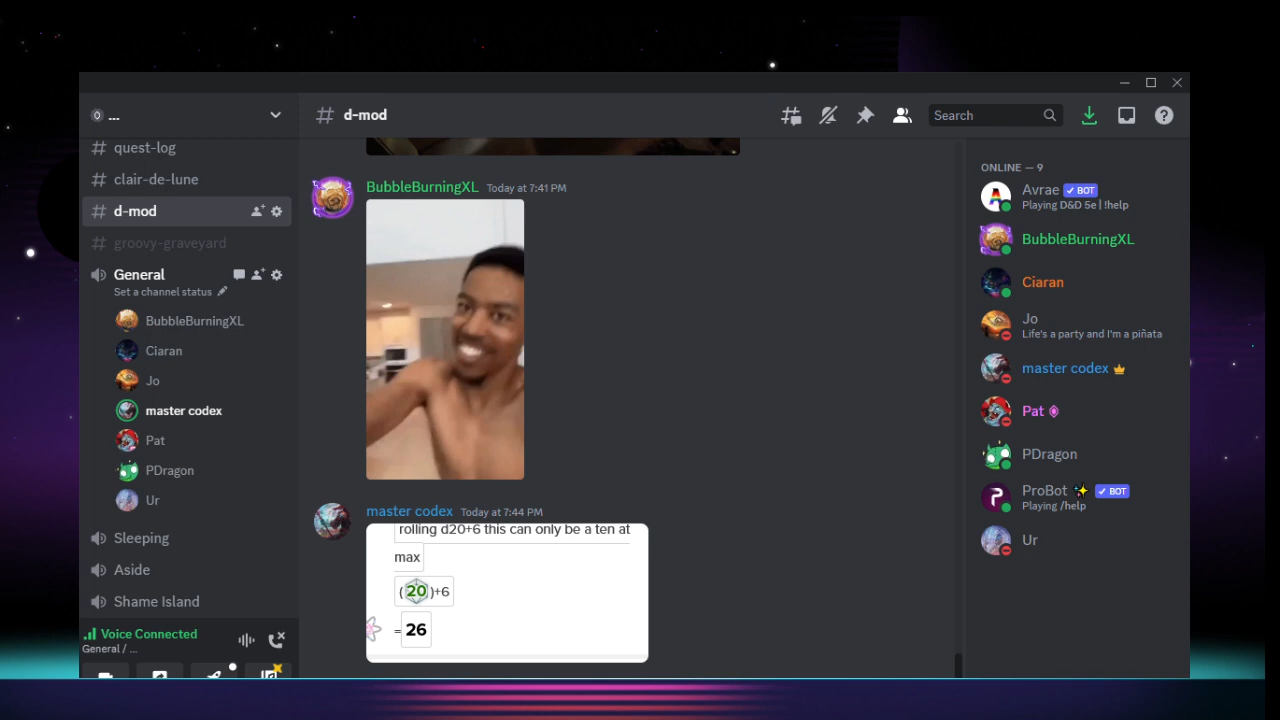 ...
# d-mod
Search
# quest-log
# clair-de-lune
# d-mod
# groovy-graveyard
General
Set a channel status
BubbleBurningXL
Ciaran
Jo
master codex
Pat
PDragon
Ur
Sleeping
Aside
Shame Island
Voice Connected
General / ...
BubbleBurningXL Today at 7:41 PM
master codex Today at 7:44 PM
rolling d20+6 this can only be a ten at
max
(20)+6
=26
ONLINE — 9
Avrae ✓ BOT
Playing D&D 5e | !help
BubbleBurningXL
Ciaran
Jo
Life's a party and I'm a piñata
master codex
Pat
PDragon
ProBot ✨ ✓ BOT
Playing /help
Ur